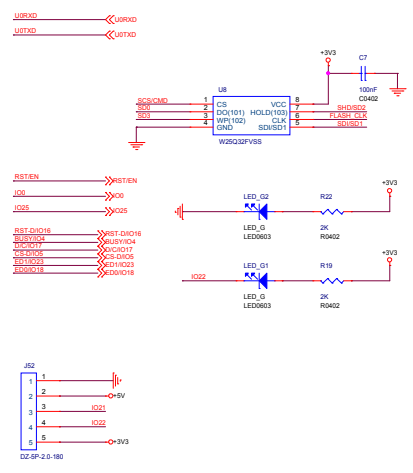 U0RXD U0RXD
U0TXD U0TXD
+3V3
C7
100nF
C0402
U8
SCS/CMD 1 CS VCC 8
SD0 2 DO(101) HOLD(103) 7 SHD/SD2
SD3 3 WP(102) CLK 6 FLASH_CLK
4 GND SDI/SD1 5 SDI/SD1
W25Q32FVSS
RST/EN RST/EN
IO0 IO0
IO25 IO25
RST-D/IO16 RST-D/IO16
BUSY/IO4 BUSY/IO4
D/C/IO17 D/C/IO17
CS-D/IO5 CS-D/IO5
ED1/IO23 ED1/IO23
ED0/IO18 ED0/IO18
LED_G2 R22 +3V3
LED_G 2K
LED0603 R0402
LED_G1 R19 +3V3
IO22
LED_G 2K
LED0603 R0402
J52
1 1
2 2 +5V
3 3 IO21
4 4 IO22
5 5 +3V3
DZ-5P-2.0-180